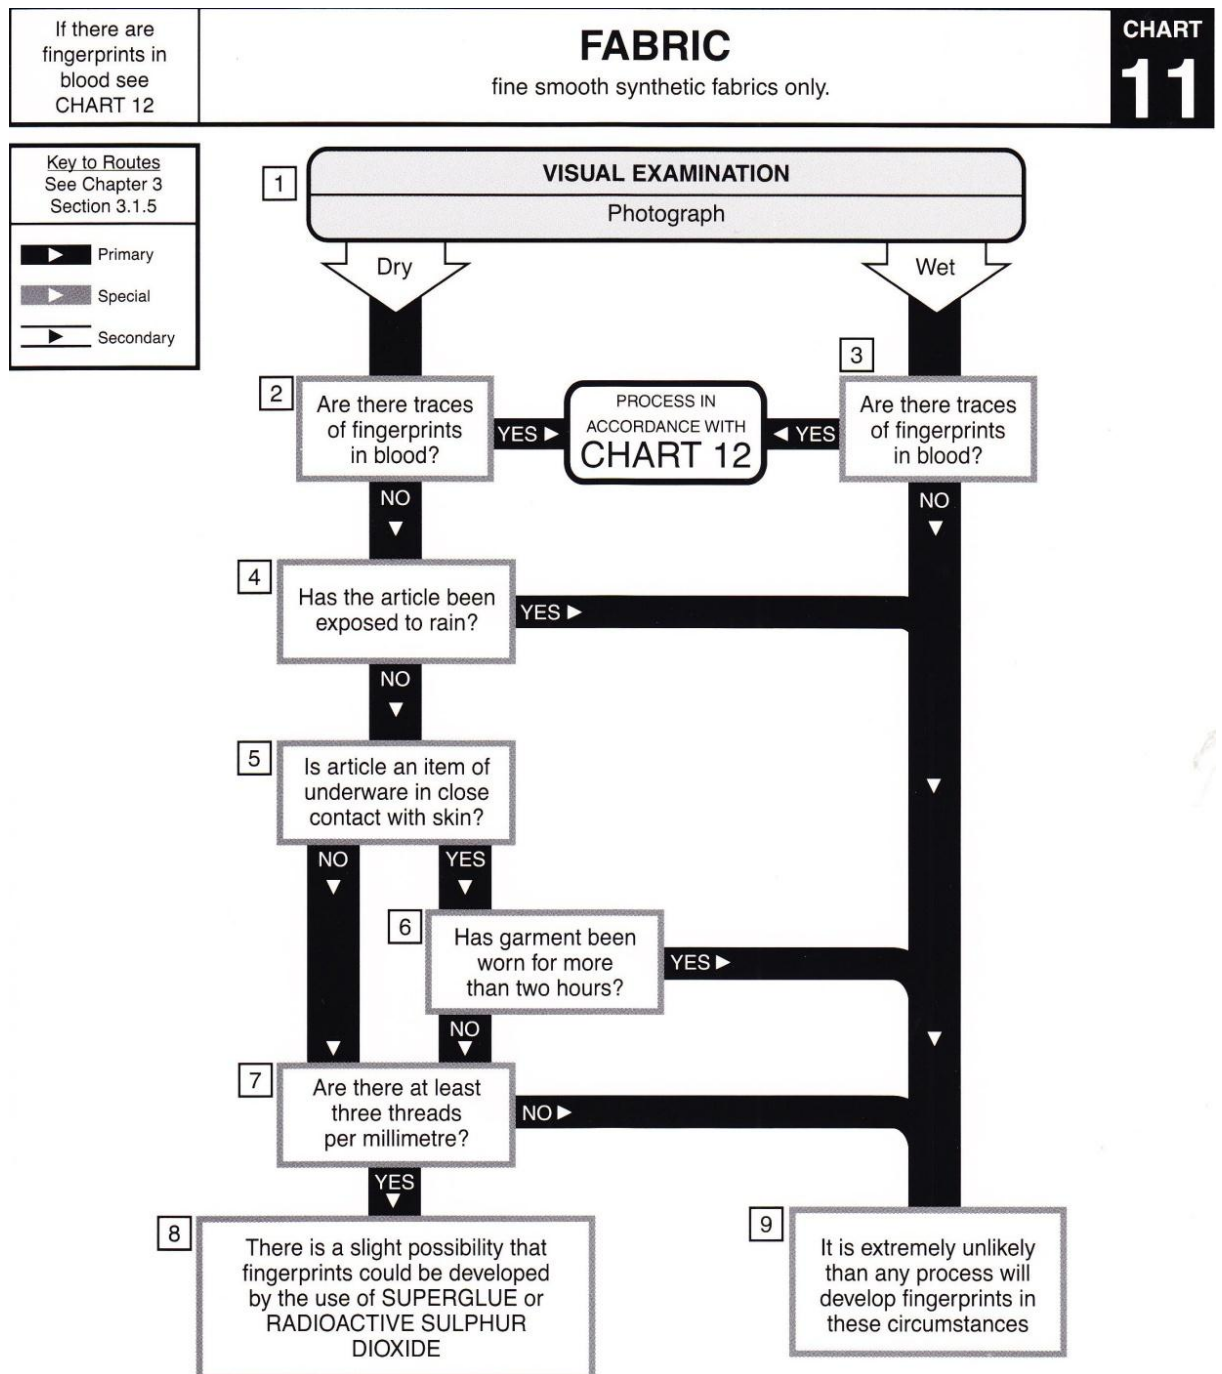 If there are
fingerprints in
blood see
CHART 12
FABRIC
fine smooth synthetic fabrics only.
CHART
11
Key to Routes
See Chapter 3
Section 3.1.5
Primary
Special
Secondary
1
VISUAL EXAMINATION
Photograph
Dry
Wet
2
Are there traces
of fingerprints
in blood?
YES
PROCESS IN
ACCORDANCE WITH
CHART 12
YES
3
Are there traces
of fingerprints
in blood?
NO
NO
4
Has the article been
exposed to rain?
YES
NO
5
Is article an item of
underware in close
contact with skin?
NO
YES
6
Has garment been
worn for more
than two hours?
YES
NO
7
Are there at least
three threads
per millimetre?
NO
YES
8
There is a slight possibility that
fingerprints could be developed
by the use of SUPERGLUE or
RADIOACTIVE SULPHUR
DIOXIDE
9
It is extremely unlikely
than any process will
develop fingerprints in
these circumstances